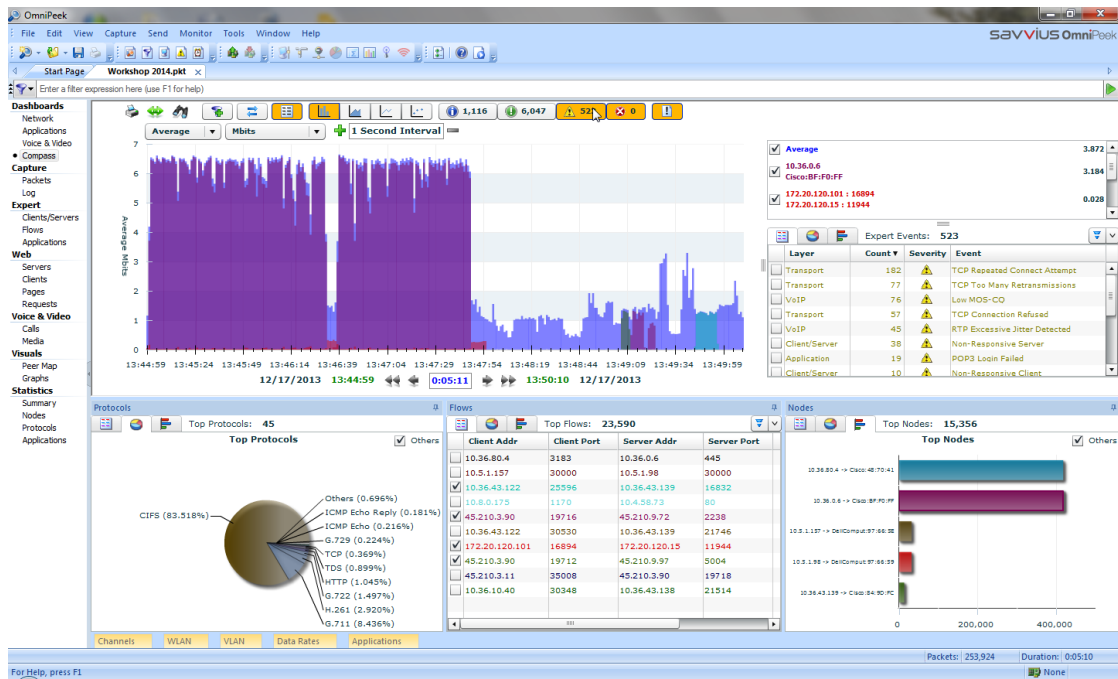 OmniPeek
File Edit View Capture Send Monitor Tools Window Help
savvius OmniPeek
Start Page Workshop 2014.pkt
Enter a filter expression here (use F1 for help)
Dashboards
Network
Applications
Voice & Video
Compass
Capture
Packets
Log
Expert
Clients/Servers
Flows
Applications
Web
Servers
Clients
Pages
Requests
Voice & Video
Calls
Media
Visuals
Peer Map
Graphs
Statistics
Summary
Nodes
Protocols
Applications
1,116 6,047 0
Average Mbits 1 Second Interval
Average Mbits
7
6
5
4
3
2
1
0
13:44:59 13:45:24 13:45:49 13:46:14 13:46:39 13:47:04 13:47:29 13:47:54 13:48:19 13:48:44 13:49:09 13:49:34 13:49:59
12/17/2013 13:44:59 0:05:11 13:50:10 12/17/2013
Average 3.872
10.36.0.6
Cisco:BF:F0:FF 3.184
172.20.120.101 : 16894
172.20.120.15 : 11944 0.028
Expert Events: 523
Layer Count Severity Event
Transport 182 TCP Repeated Connect Attempt
Transport 77 TCP Too Many Retransmissions
VoIP 76 Low MOS-CQ
Transport 57 TCP Connection Refused
VoIP 45 RTP Excessive Jitter Detected
Client/Server 38 Non-Responsive Server
Application 19 POP3 Login Failed
Client/Server 10 Non-Responsive Client
Protocols
Top Protocols: 45
Top Protocols Others
CIFS (83.518%)
Others (0.696%)
ICMP Echo Reply (0.181%)
ICMP Echo (0.216%)
G.729 (0.224%)
TCP (0.369%)
TDS (0.899%)
HTTP (1.045%)
G.722 (1.497%)
H.261 (2.920%)
G.711 (8.436%)
Flows
Top Flows: 23,590
Client Addr Client Port Server Addr Server Port
10.36.80.4 3183 10.36.0.6 445
10.5.1.157 30000 10.5.1.98 30000
10.36.43.122 25596 10.36.43.139 16832
10.8.0.175 1170 10.4.58.73 80
45.210.3.90 19716 45.210.9.72 2238
10.36.43.122 30530 10.36.43.139 21746
172.20.120.101 16894 172.20.120.15 11944
45.210.3.90 19712 45.210.9.97 5004
45.210.3.11 35008 45.210.3.90 19718
10.36.10.40 30348 10.36.43.138 21514
Nodes
Top Nodes: 15,356
Top Nodes Others
10.36.80.4 -> Cisco:48:70:41
10.36.0.6 -> Cisco:BF:F0:FF
10.5.1.157 -> DellComput:97:66:3E
10.5.1.98 -> DellComput:97:66:39
10.36.43.139 -> Cisco:84:9D:FC
0 200,000 400,000
Channels WLAN VLAN Data Rates Applications
Packets: 253,924 Duration: 0:05:10
For Help, press F1 None